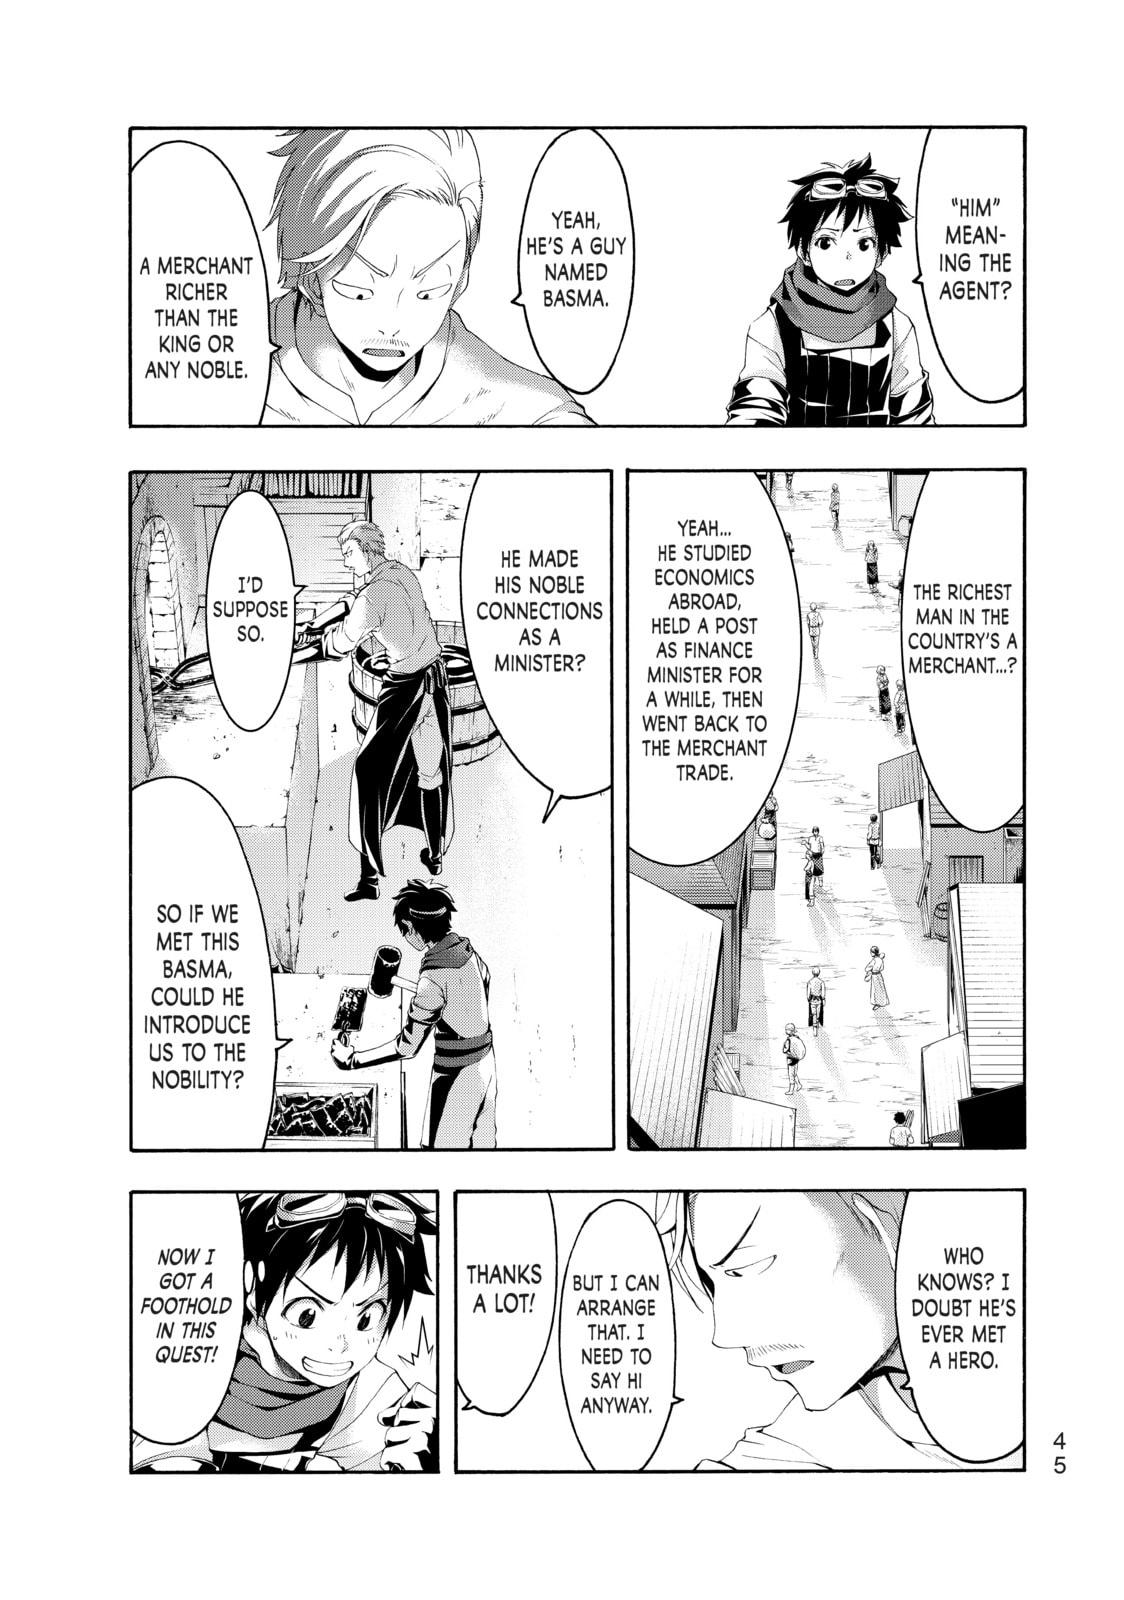 “HIM”
MEAN-
ING THE
AGENT?
YEAH,
HE’S A GUY
NAMED
BASMA.
A MERCHANT
RICHER
THAN THE
KING OR
ANY NOBLE.
THE RICHEST
MAN IN THE
COUNTRY’S A
MERCHANT...?
YEAH...
HE STUDIED
ECONOMICS
ABROAD,
HELD A POST
AS FINANCE
MINISTER FOR
A WHILE, THEN
WENT BACK TO
THE MERCHANT
TRADE.
HE MADE
HIS NOBLE
CONNECTIONS
AS A
MINISTER?
I’D
SUPPOSE
SO.
SO IF WE
MET THIS
BASMA,
COULD HE
INTRODUCE
US TO THE
NOBILITY?
WHO
KNOWS? I
DOUBT HE’S
EVER MET
A HERO.
BUT I CAN
ARRANGE
THAT. I
NEED TO
SAY HI
ANYWAY.
THANKS
A LOT!
NOW I
GOT A
FOOTHOLD
IN THIS
QUEST!
4
5